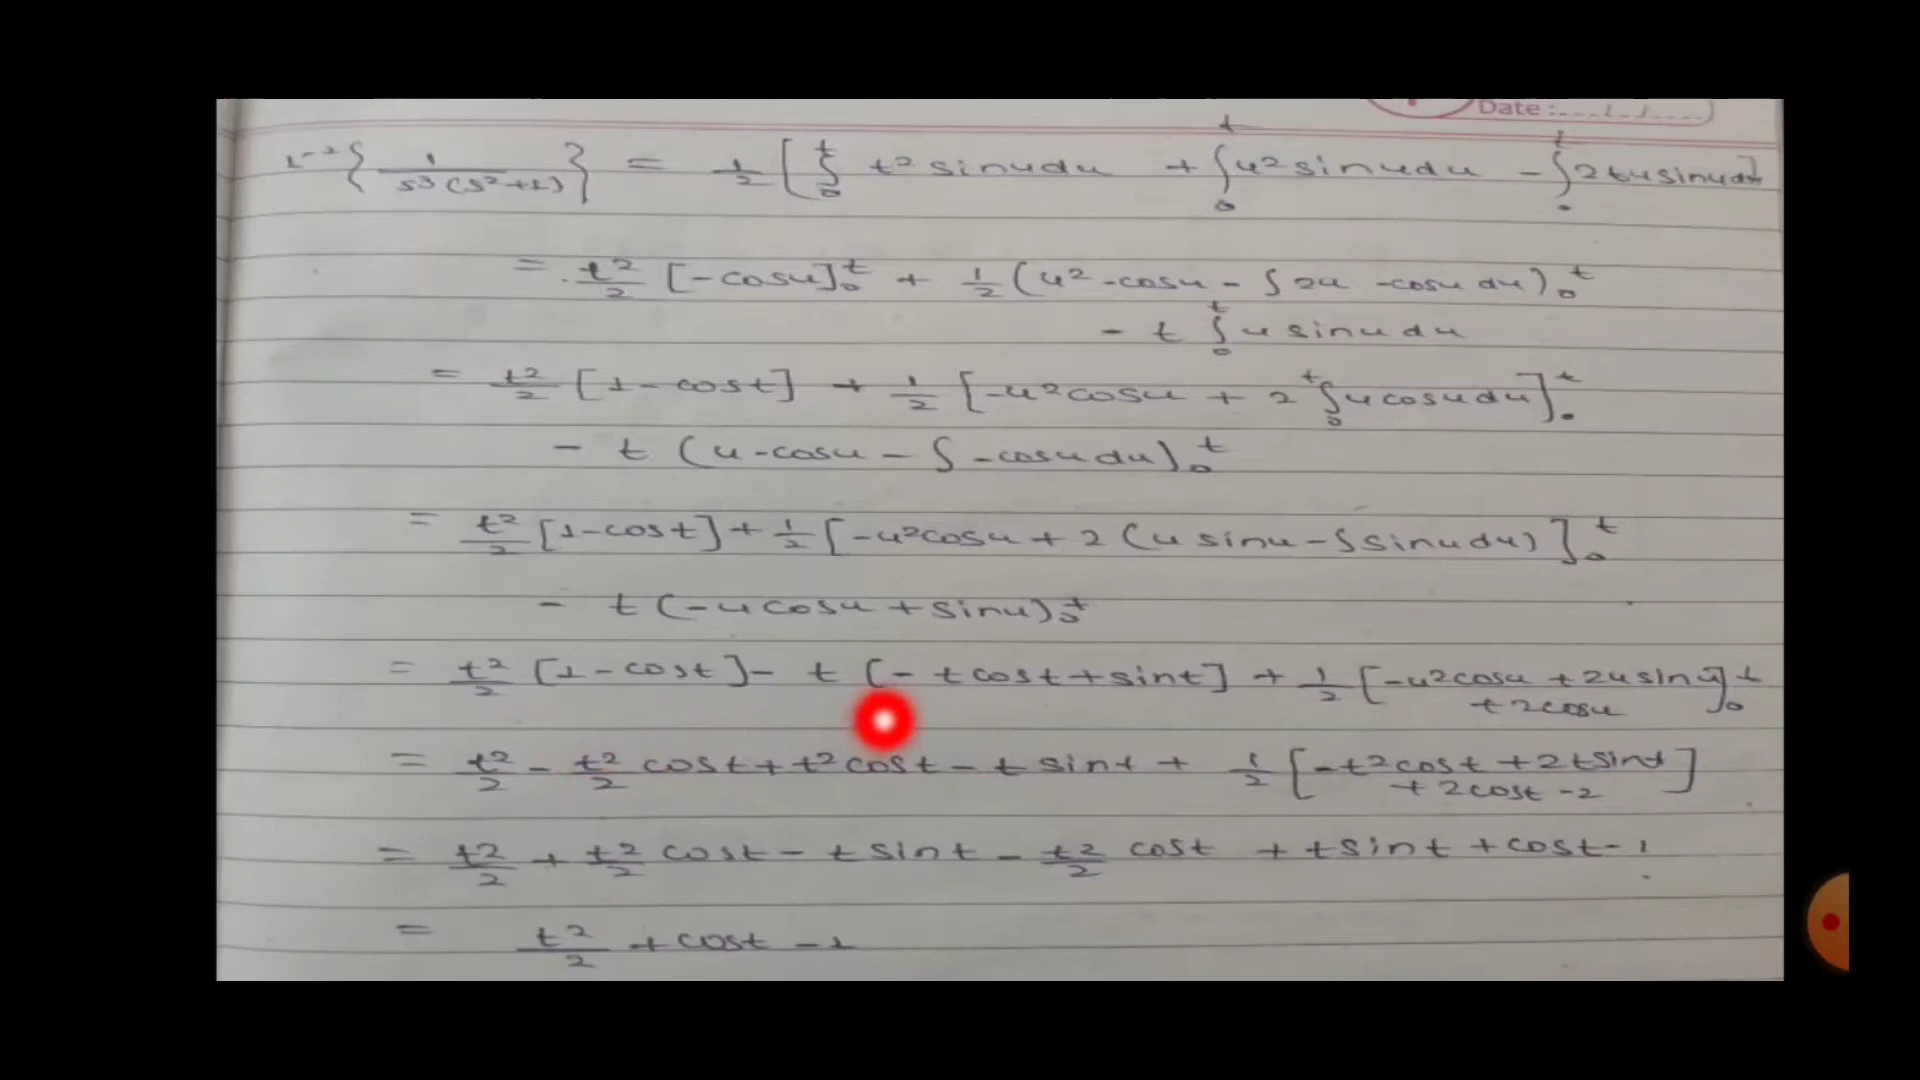 Date :
L⁻¹{ 1 / s³(s²+1) } = 1/2 [ ∫₀ᵗ t² sinu du + ∫₀ᵗ u² sinu du - ∫₀ᵗ 2tu sinu du ]
= t²/2 [-cosu]₀ᵗ + 1/2 (u² -cosu - ∫ 2u -cosu du)₀ᵗ
- t ∫₀ᵗ u sinu du
= t²/2 [1-cost] + 1/2 [-u²cosu + 2 ∫₀ᵗ u cosu du]₀ᵗ
- t (u -cosu - ∫ -cosu du)₀ᵗ
= t²/2 [1-cost] + 1/2 [-u²cosu + 2 (u sinu - ∫sinu du)]₀ᵗ
- t (-u cosu + sinu)₀ᵗ
= t²/2 [1-cost] - t [-t cost + sint] + 1/2 [-u²cosu + 2u sinu
+ 2cosu]₀ᵗ
= t²/2 - t²/2 cost + t² cost - t sint + 1/2 [-t²cost + 2t sint
+ 2cost - 2]
= t²/2 + t²/2 cost - t sint - t²/2 cost + t sint + cost - 1
= t²/2 + cost - 1